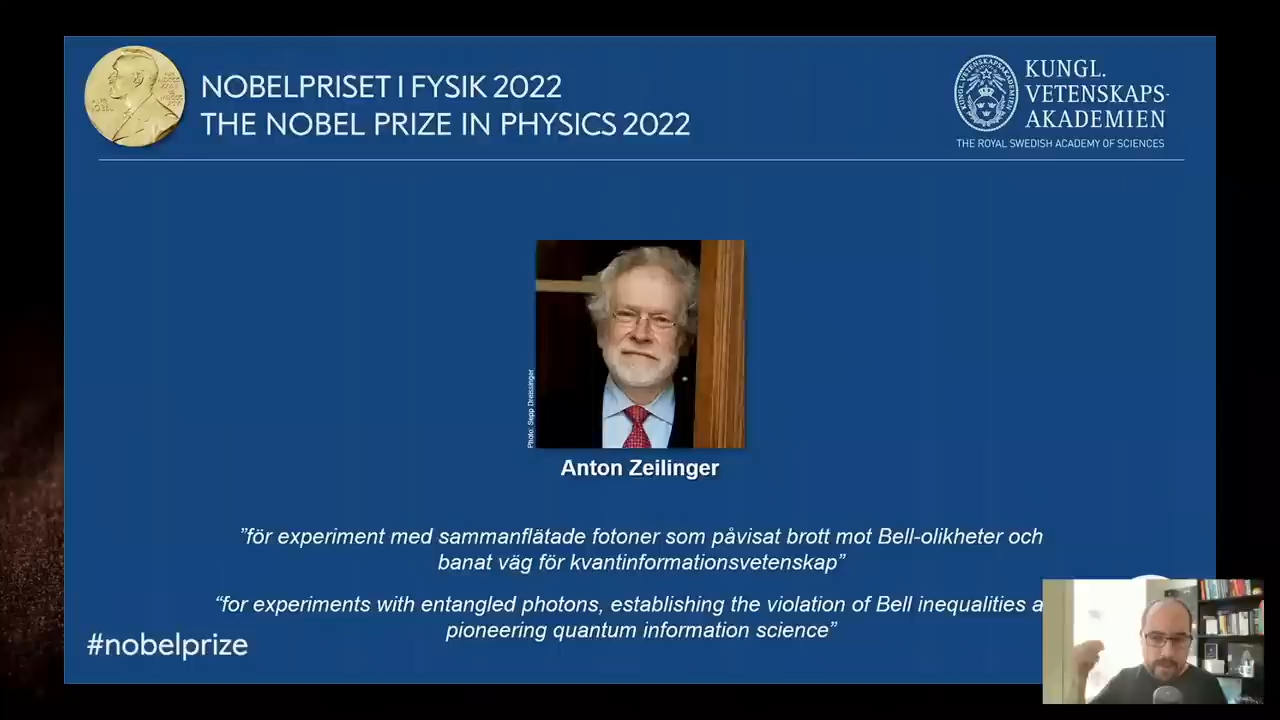 NOBELPRISET I FYSIK 2022
THE NOBEL PRIZE IN PHYSICS 2022
KUNGL.
VETENSKAPS-
AKADEMIEN
THE ROYAL SWEDISH ACADEMY OF SCIENCES
Photo: Sepp Dreissinger
Anton Zeilinger
”för experiment med sammanflätade fotoner som påvisat brott mot Bell-olikheter och
banat väg för kvantinformationsvetenskap”
“for experiments with entangled photons, establishing the violation of Bell inequalities a
pioneering quantum information science”
#nobelprize